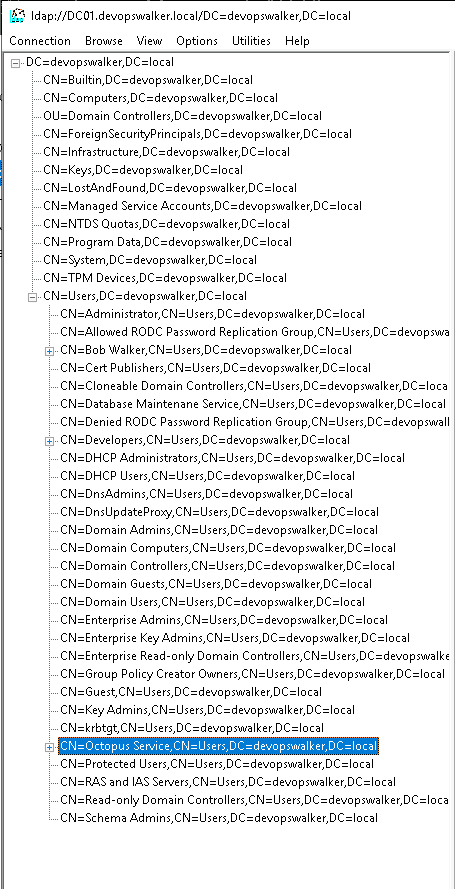 ldap://DC01.devopswalker.local/DC=devopswalker,DC=local
Connection Browse View Options Utilities Help
DC=devopswalker,DC=local
CN=Builtin,DC=devopswalker,DC=local
CN=Computers,DC=devopswalker,DC=local
OU=Domain Controllers,DC=devopswalker,DC=local
CN=ForeignSecurityPrincipals,DC=devopswalker,DC=local
CN=Infrastructure,DC=devopswalker,DC=local
CN=Keys,DC=devopswalker,DC=local
CN=LostAndFound,DC=devopswalker,DC=local
CN=Managed Service Accounts,DC=devopswalker,DC=local
CN=NTDS Quotas,DC=devopswalker,DC=local
CN=Program Data,DC=devopswalker,DC=local
CN=System,DC=devopswalker,DC=local
CN=TPM Devices,DC=devopswalker,DC=local
CN=Users,DC=devopswalker,DC=local
CN=Administrator,CN=Users,DC=devopswalker,DC=local
CN=Allowed RODC Password Replication Group,CN=Users,DC=devopswa
CN=Bob Walker,CN=Users,DC=devopswalker,DC=local
CN=Cert Publishers,CN=Users,DC=devopswalker,DC=local
CN=Cloneable Domain Controllers,CN=Users,DC=devopswalker,DC=loca
CN=Database Maintenane Service,CN=Users,DC=devopswalker,DC=local
CN=Denied RODC Password Replication Group,CN=Users,DC=devopswall
CN=Developers,CN=Users,DC=devopswalker,DC=local
CN=DHCP Administrators,CN=Users,DC=devopswalker,DC=local
CN=DHCP Users,CN=Users,DC=devopswalker,DC=local
CN=DnsAdmins,CN=Users,DC=devopswalker,DC=local
CN=DnsUpdateProxy,CN=Users,DC=devopswalker,DC=local
CN=Domain Admins,CN=Users,DC=devopswalker,DC=local
CN=Domain Computers,CN=Users,DC=devopswalker,DC=local
CN=Domain Controllers,CN=Users,DC=devopswalker,DC=local
CN=Domain Guests,CN=Users,DC=devopswalker,DC=local
CN=Domain Users,CN=Users,DC=devopswalker,DC=local
CN=Enterprise Admins,CN=Users,DC=devopswalker,DC=local
CN=Enterprise Key Admins,CN=Users,DC=devopswalker,DC=local
CN=Enterprise Read-only Domain Controllers,CN=Users,DC=devopswalke
CN=Group Policy Creator Owners,CN=Users,DC=devopswalker,DC=local
CN=Guest,CN=Users,DC=devopswalker,DC=local
CN=Key Admins,CN=Users,DC=devopswalker,DC=local
CN=krbtgt,CN=Users,DC=devopswalker,DC=local
CN=Octopus Service,CN=Users,DC=devopswalker,DC=local
CN=Protected Users,CN=Users,DC=devopswalker,DC=local
CN=RAS and IAS Servers,CN=Users,DC=devopswalker,DC=local
CN=Read-only Domain Controllers,CN=Users,DC=devopswalker,DC=loca
CN=Schema Admins,CN=Users,DC=devopswalker,DC=local